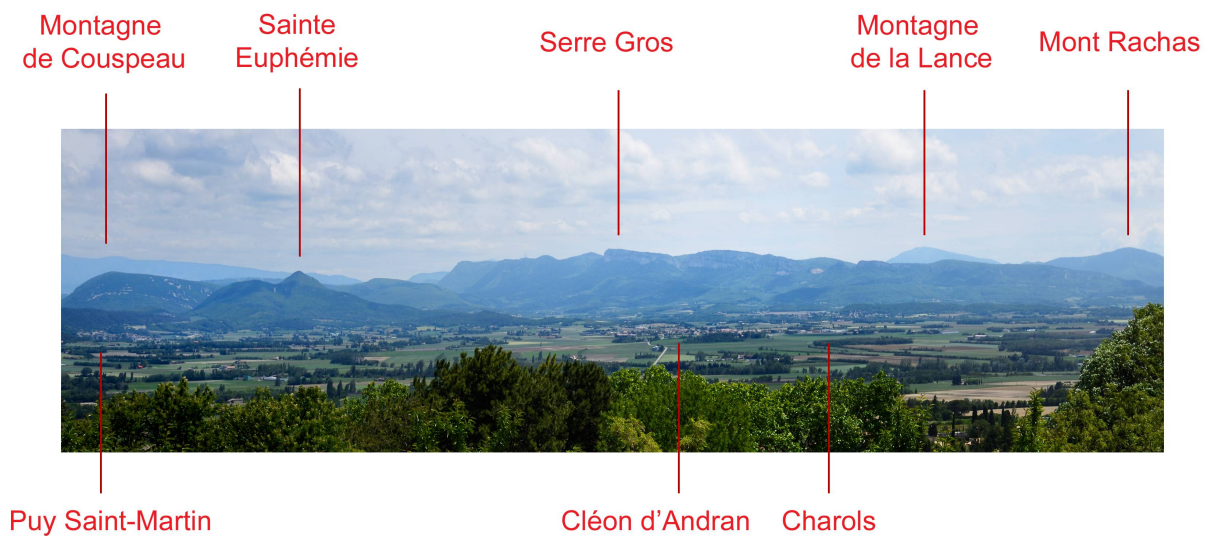 Montagne
de Couspeau
Sainte
Euphémie
Serre Gros
Montagne
de la Lance
Mont Rachas
Puy Saint-Martin
Cléon d’Andran
Charols